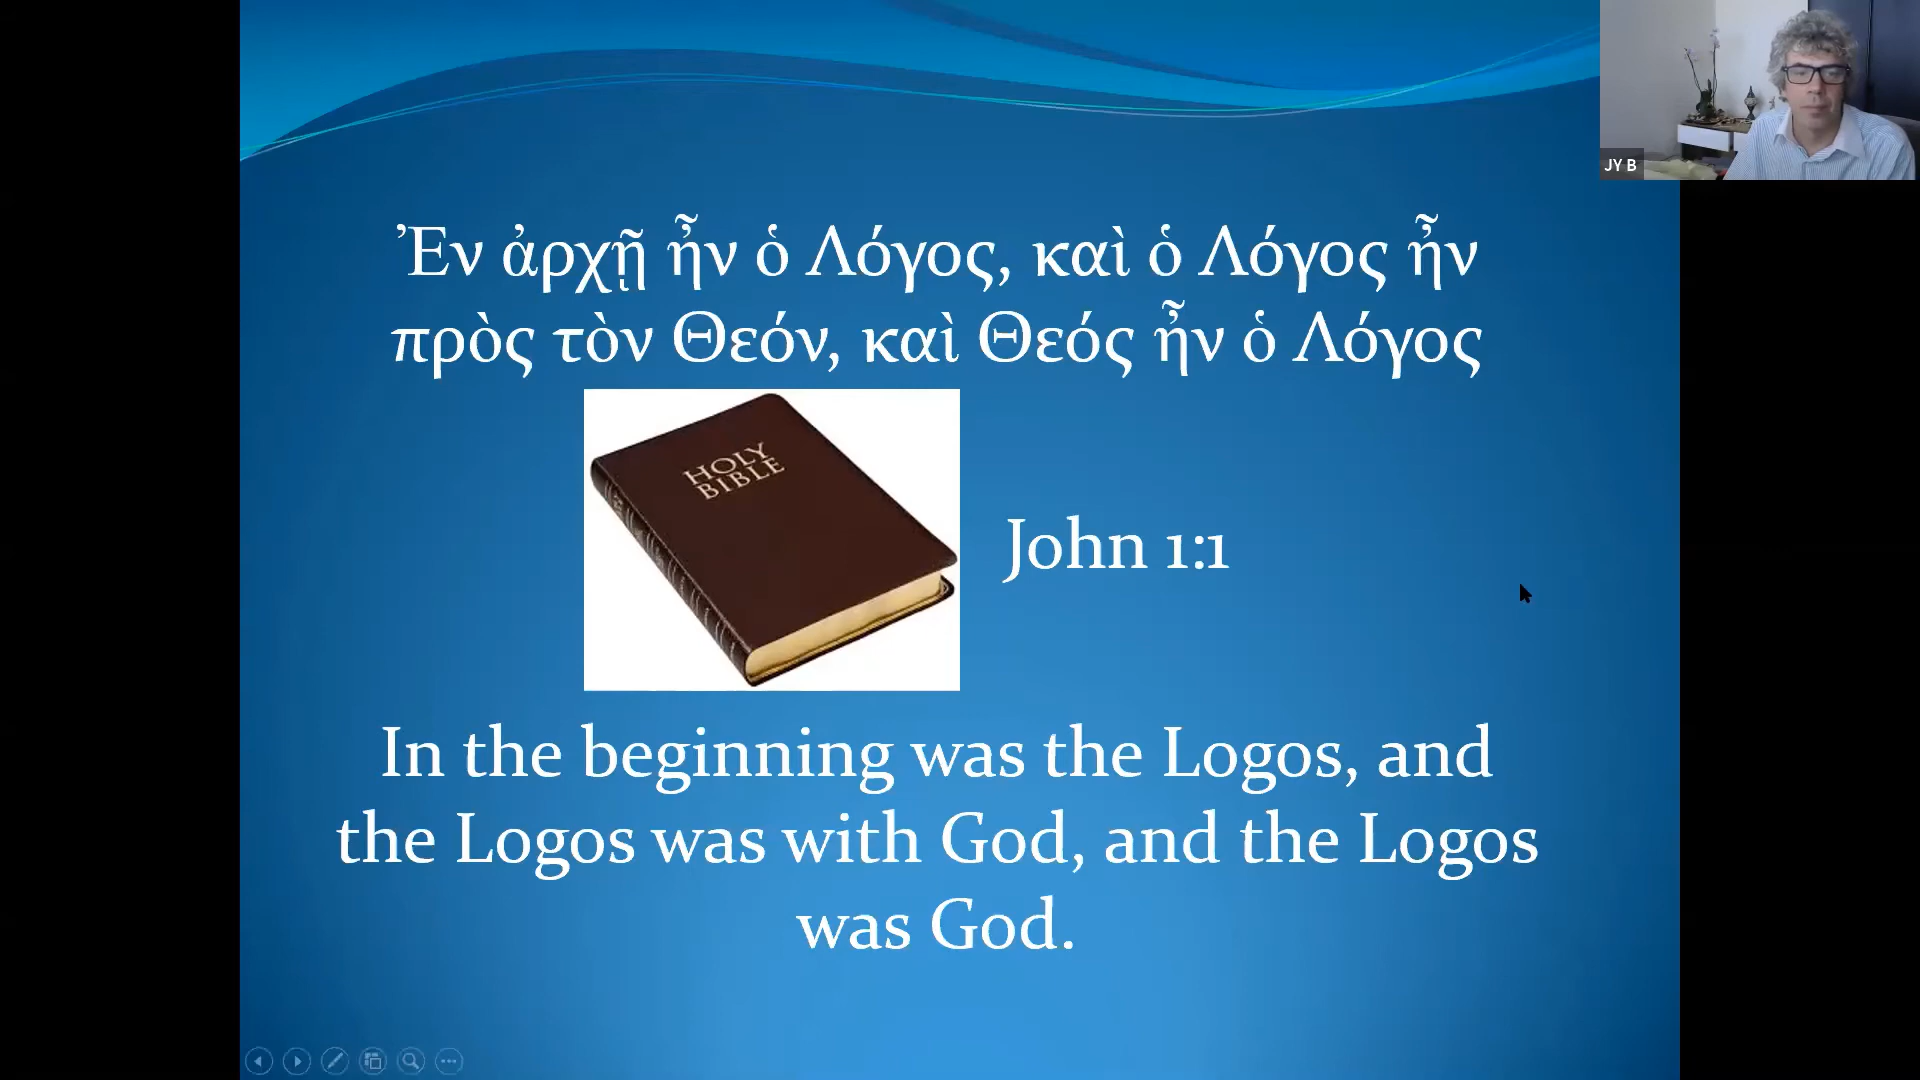 JY B
Ἐν ἀρχῇ ἦν ὁ Λόγος, καὶ ὁ Λόγος ἦν
πρὸς τὸν Θεόν, καὶ Θεός ἦν ὁ Λόγος
HOLY
BIBLE
John 1:1
In the beginning was the Logos, and
the Logos was with God, and the Logos
was God.